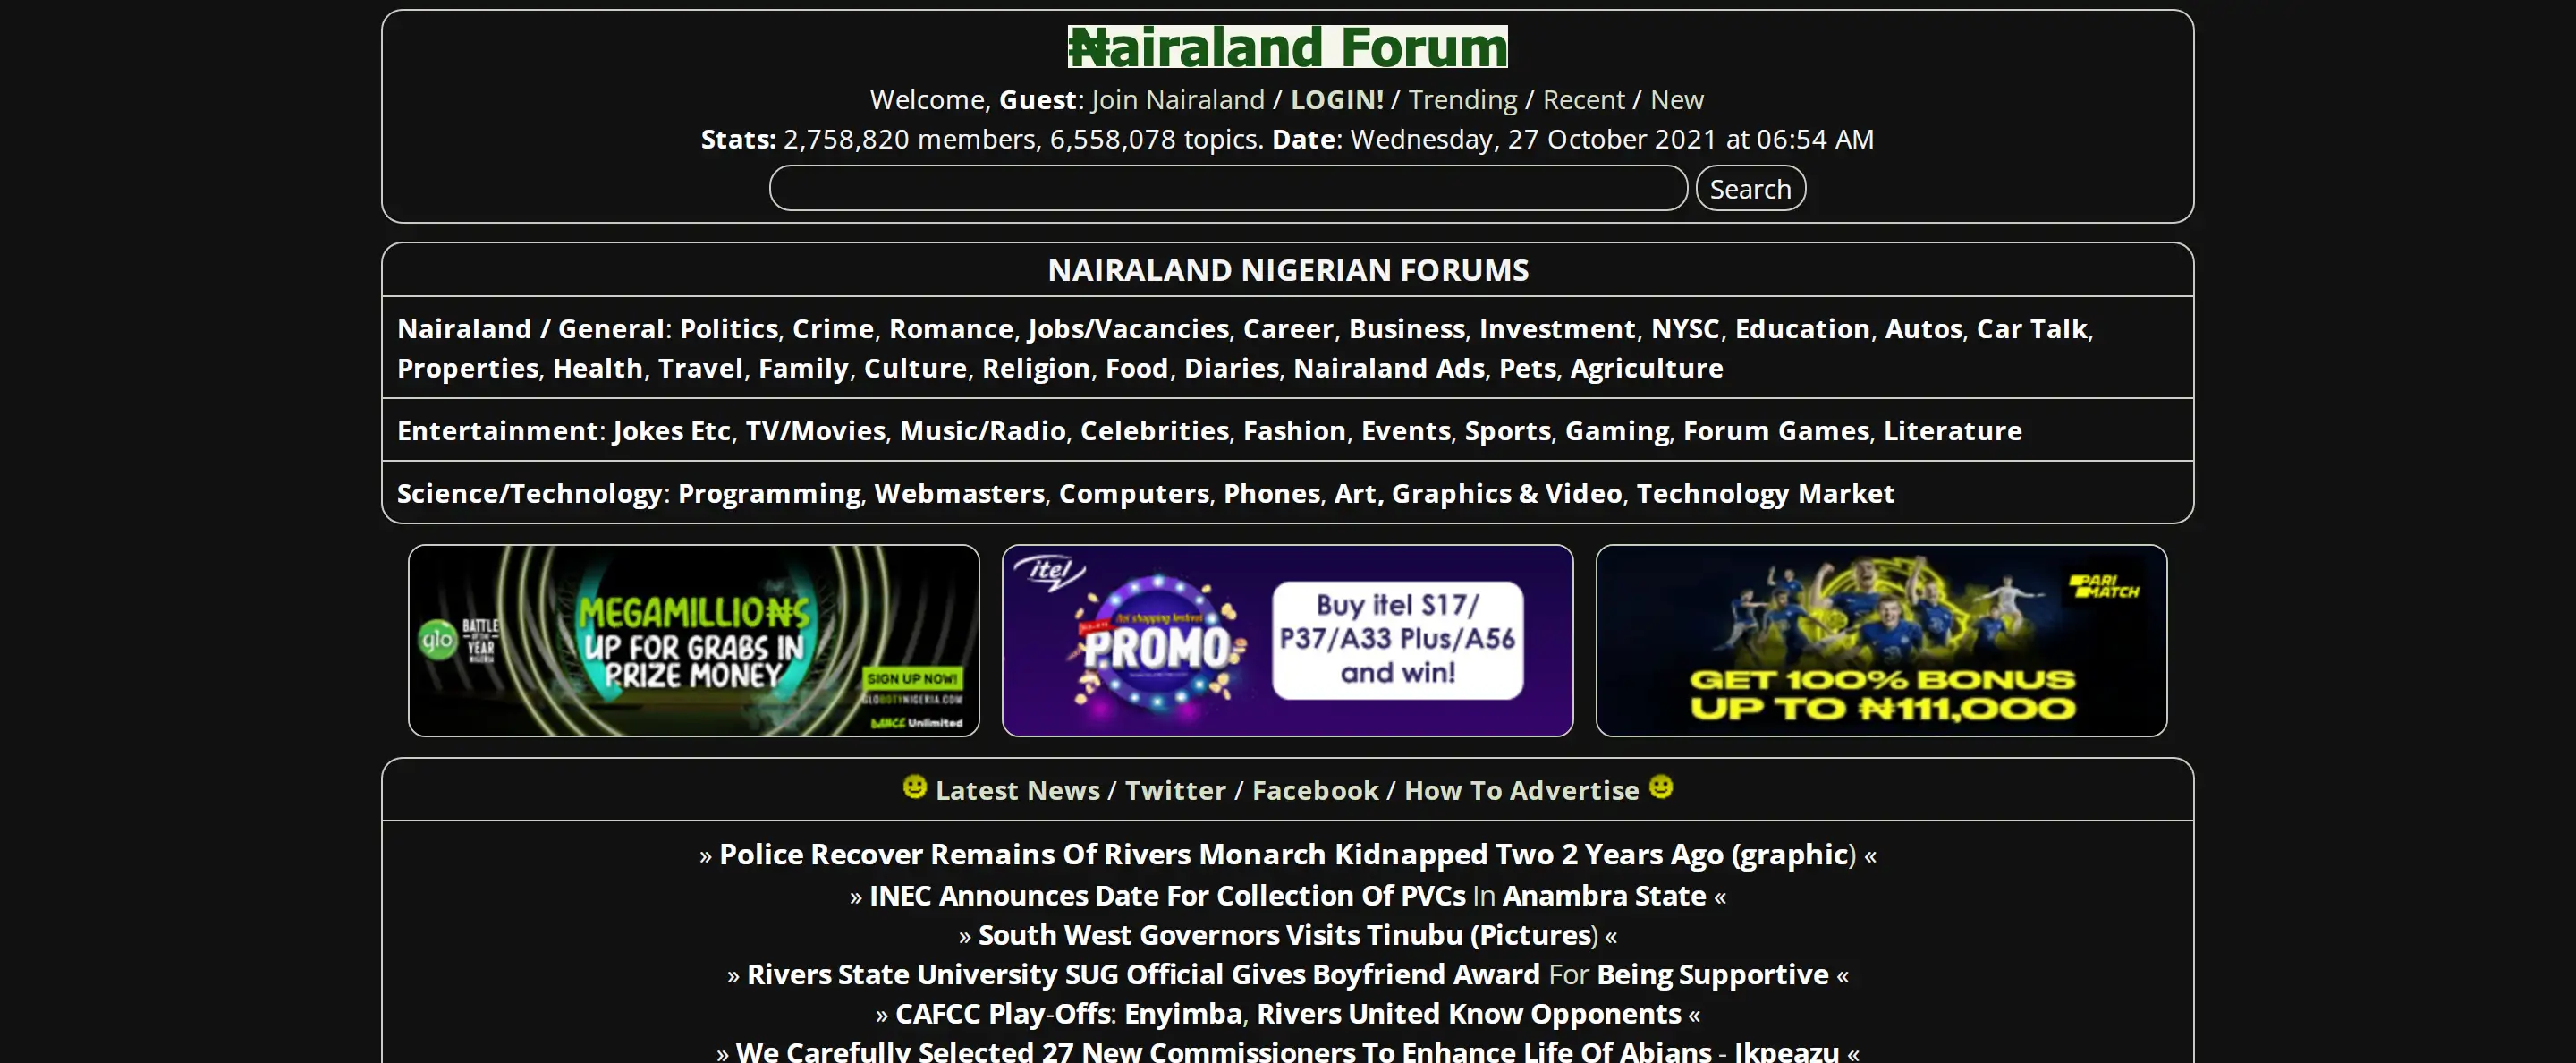 ₦airaland Forum
Welcome, Guest: Join Nairaland / LOGIN! / Trending / Recent / New
Stats: 2,758,820 members, 6,558,078 topics. Date: Wednesday, 27 October 2021 at 06:54 AM
Search
NAIRALAND NIGERIAN FORUMS
Nairaland / General: Politics, Crime, Romance, Jobs/Vacancies, Career, Business, Investment, NYSC, Education, Autos, Car Talk,
Properties, Health, Travel, Family, Culture, Religion, Food, Diaries, Nairaland Ads, Pets, Agriculture
Entertainment: Jokes Etc, TV/Movies, Music/Radio, Celebrities, Fashion, Events, Sports, Gaming, Forum Games, Literature
Science/Technology: Programming, Webmasters, Computers, Phones, Art, Graphics & Video, Technology Market
glo
BATTLE
OF THE
YEAR
NIGERIA
MEGAMILLIO₦S
UP FOR GRABS IN
PRIZE MONEY
SIGN UP NOW!
GLOBOTYNIGERIA.COM
DANCE Unlimited
itel
itel shopping festival
PROMO
Buy itel S17/
P37/A33 Plus/A56
and win!
PARI
MATCH
GET 100% BONUS
UP TO ₦111,000
Latest News / Twitter / Facebook / How To Advertise
» Police Recover Remains Of Rivers Monarch Kidnapped Two 2 Years Ago (graphic) «
» INEC Announces Date For Collection Of PVCs In Anambra State «
» South West Governors Visits Tinubu (Pictures) «
» Rivers State University SUG Official Gives Boyfriend Award For Being Supportive «
» CAFCC Play-Offs: Enyimba, Rivers United Know Opponents «
» We Carefully Selected 27 New Commissioners To Enhance Life Of Abians - Ikpeazu «